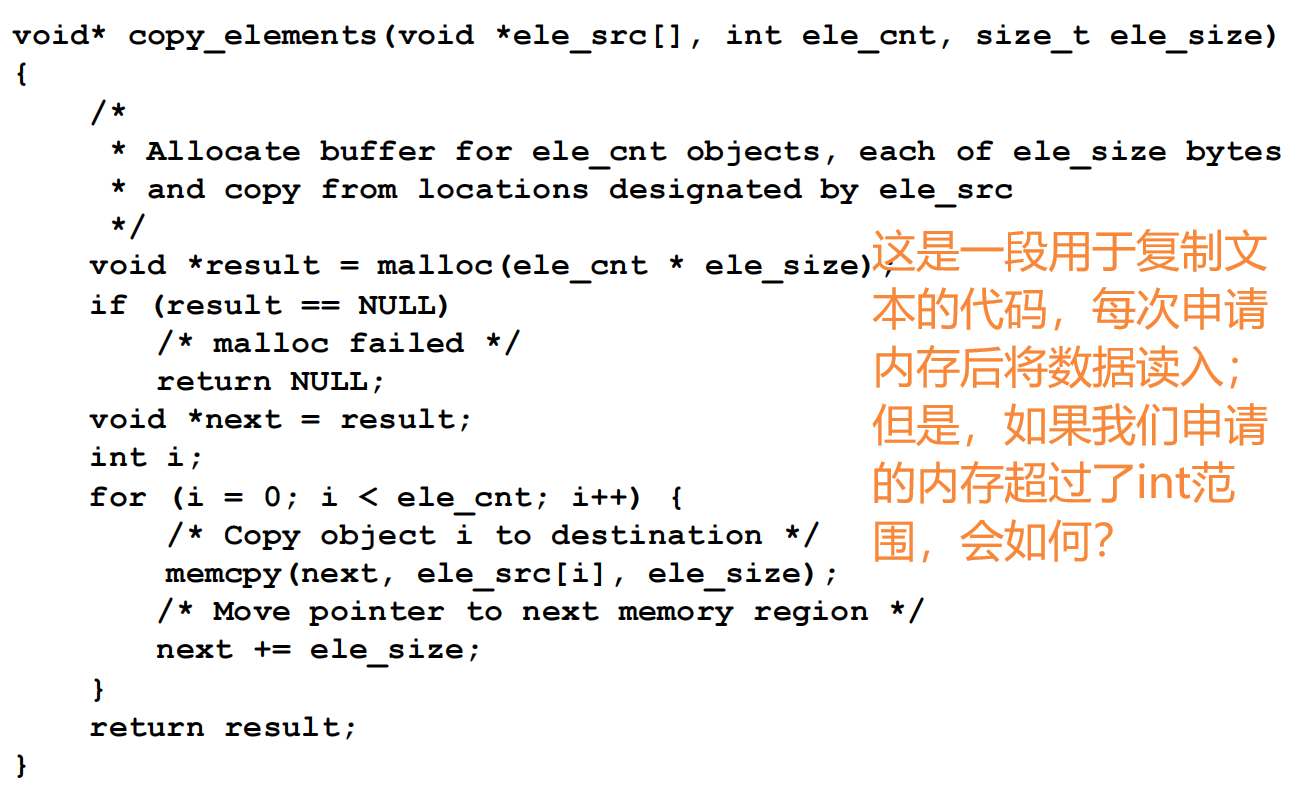 void* copy_elements(void *ele_src[], int ele_cnt, size_t ele_size)
{
/*
* Allocate buffer for ele_cnt objects, each of ele_size bytes
* and copy from locations designated by ele_src
*/
void *result = malloc(ele_cnt * ele_size);
if (result == NULL)
/* malloc failed */
return NULL;
void *next = result;
int i;
for (i = 0; i < ele_cnt; i++) {
/* Copy object i to destination */
memcpy(next, ele_src[i], ele_size);
/* Move pointer to next memory region */
next += ele_size;
}
return result;
}
这是一段用于复制文
本的代码，每次申请
内存后将数据读入；
但是，如果我们申请
的内存超过了int范
围，会如何？